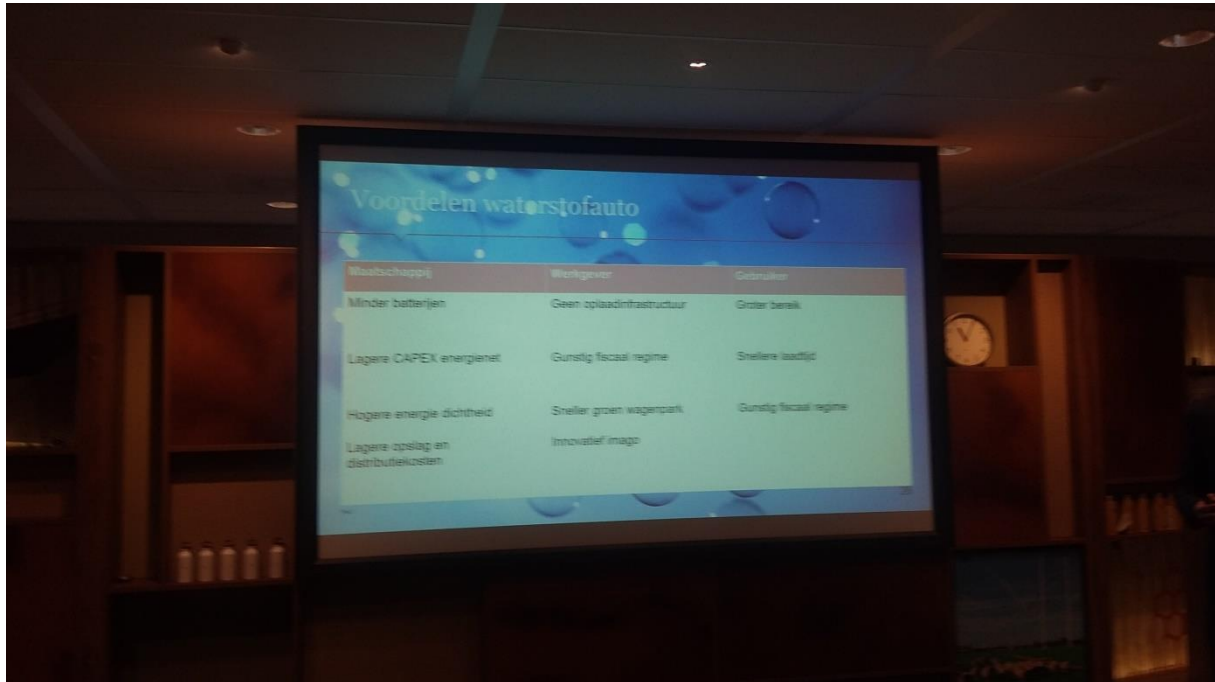 Voordelen waterstofauto
Maatschappij Werkgever Gebruiker
Minder batterijen Geen oplaadinfrastructuur Groter bereik
Lagere CAPEX energienet Gunstig fiscaal regime Snellere laadtijd
Hogere energie dichtheid Sneller groen wagenpark Gunstig fiscaal regime
Lagere opslag en Innovatief imago
distributiekosten